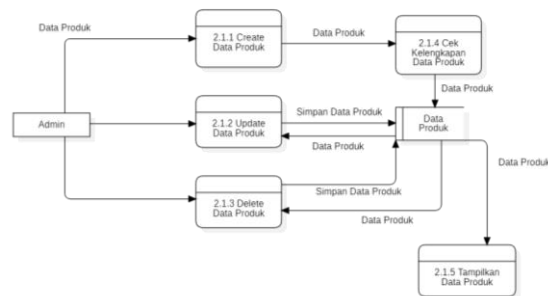 Data Produk
2.1.1 Create
Data Produk
Data Produk
2.1.4 Cek
Kelengkapan
Data Produk
Data Produk
Admin
2.1.2 Update
Data Produk
Simpan Data Produk
Data Produk
Data
Produk
Data Produk
2.1.3 Delete
Data Produk
Simpan Data Produk
Data Produk
2.1.5 Tampilkan
Data Produk